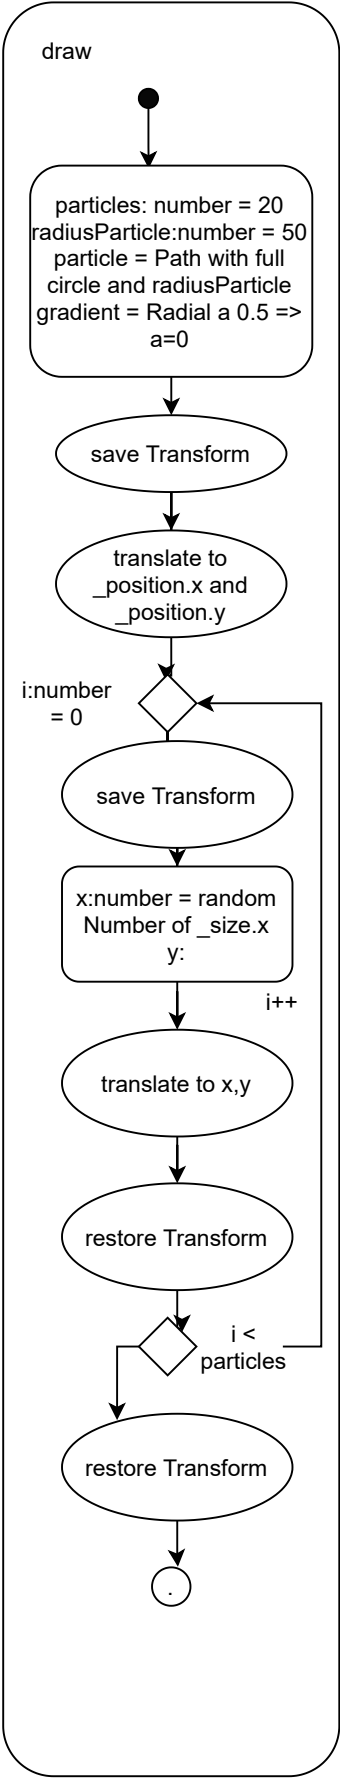 draw
particles: number = 20
radiusParticle:number = 50
particle = Path with full
circle and radiusParticle
gradient = Radial a 0.5 =>
a=0
save Transform
translate to
_position.x and
_position.y
i:number
= 0
save Transform
x:number = random
Number of _size.x
y:
i++
translate to x,y
restore Transform
i <
particles
restore Transform
.